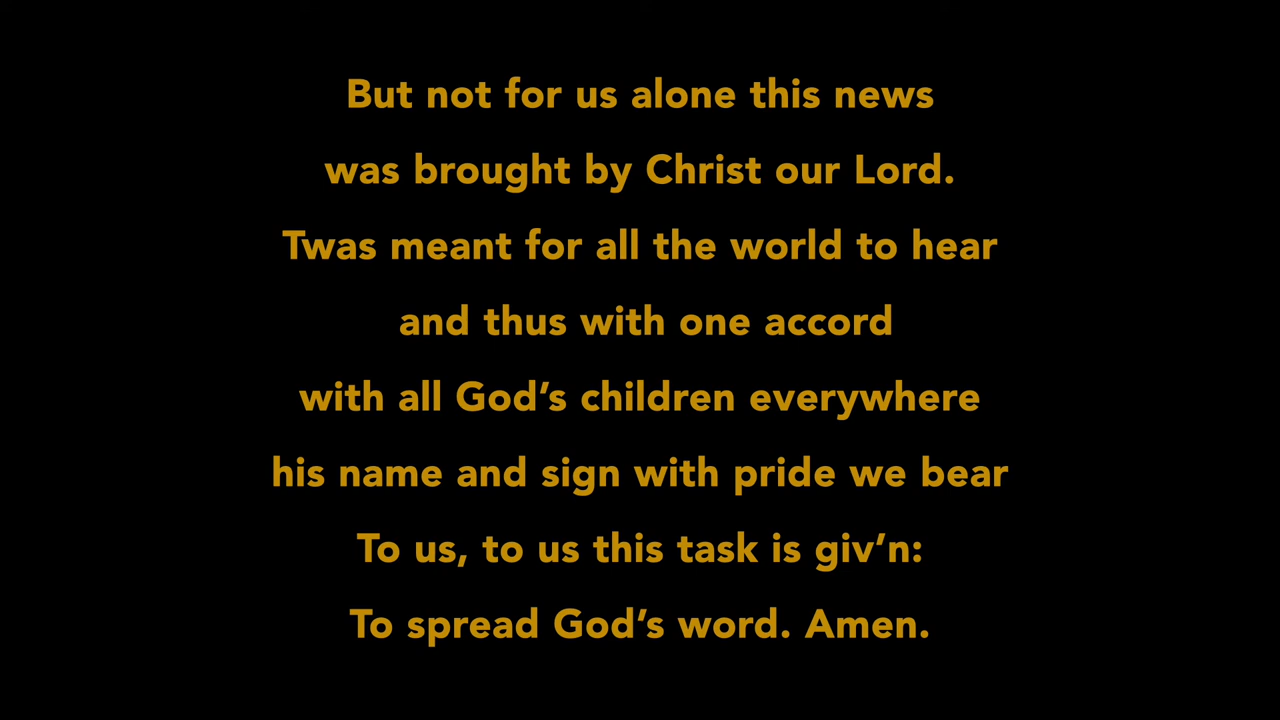 But not for us alone this news
was brought by Christ our Lord.
Twas meant for all the world to hear
and thus with one accord
with all God’s children everywhere
his name and sign with pride we bear
To us, to us this task is giv’n:
To spread God’s word. Amen.